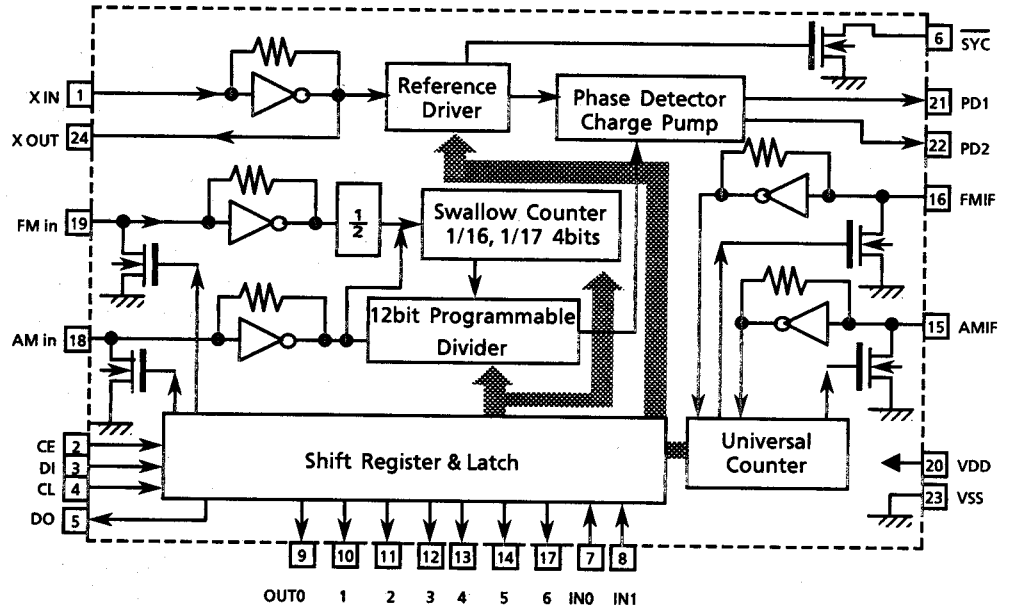 6
SYC
X IN 1
Reference
Driver
Phase Detector
Charge Pump
21 PD1
X OUT 24
22 PD2
FM in 19
1
2
Swallow Counter
1/16, 1/17 4bits
16 FMIF
AM in 18
12bit Programmable
Divider
15 AMIF
CE 2
DI 3
CL 4
DO 5
Shift Register & Latch
Universal
Counter
20 VDD
23 VSS
9 10 11 12 13 14 17 7 8
OUT0 1 2 3 4 5 6 IN0 IN1